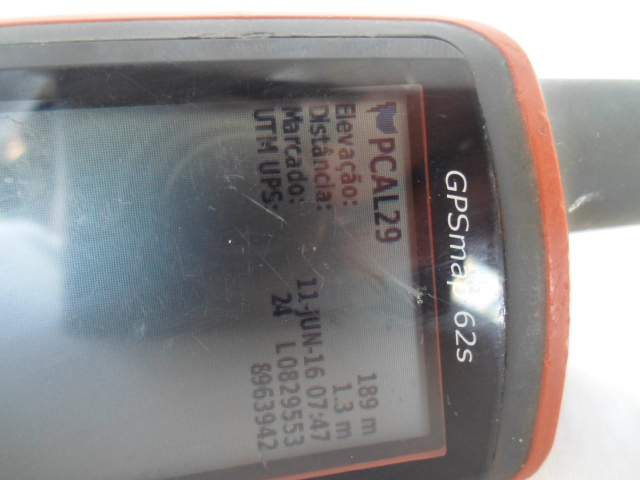 GPSmap 62s
PCAL29
Elevação: 189 m
Distância: 1.3 m
Marcado: 11-JUN-16 07:47
UTM UPS: 24 L0829553
8963942